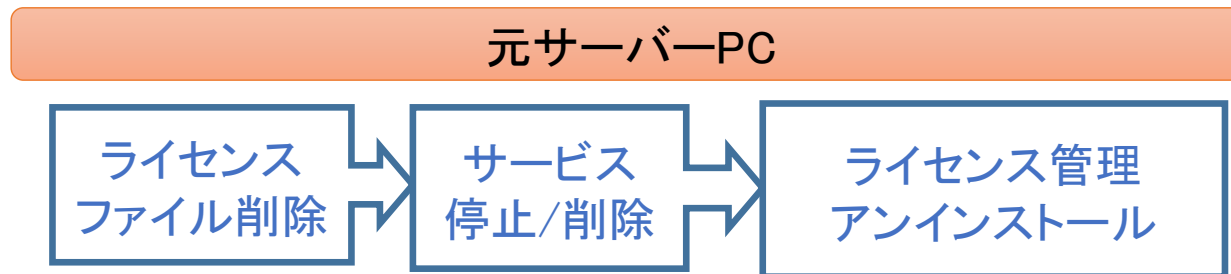 元サーバーPC
ライセンス
ファイル削除
サービス
停止/削除
ライセンス管理
アンインストール